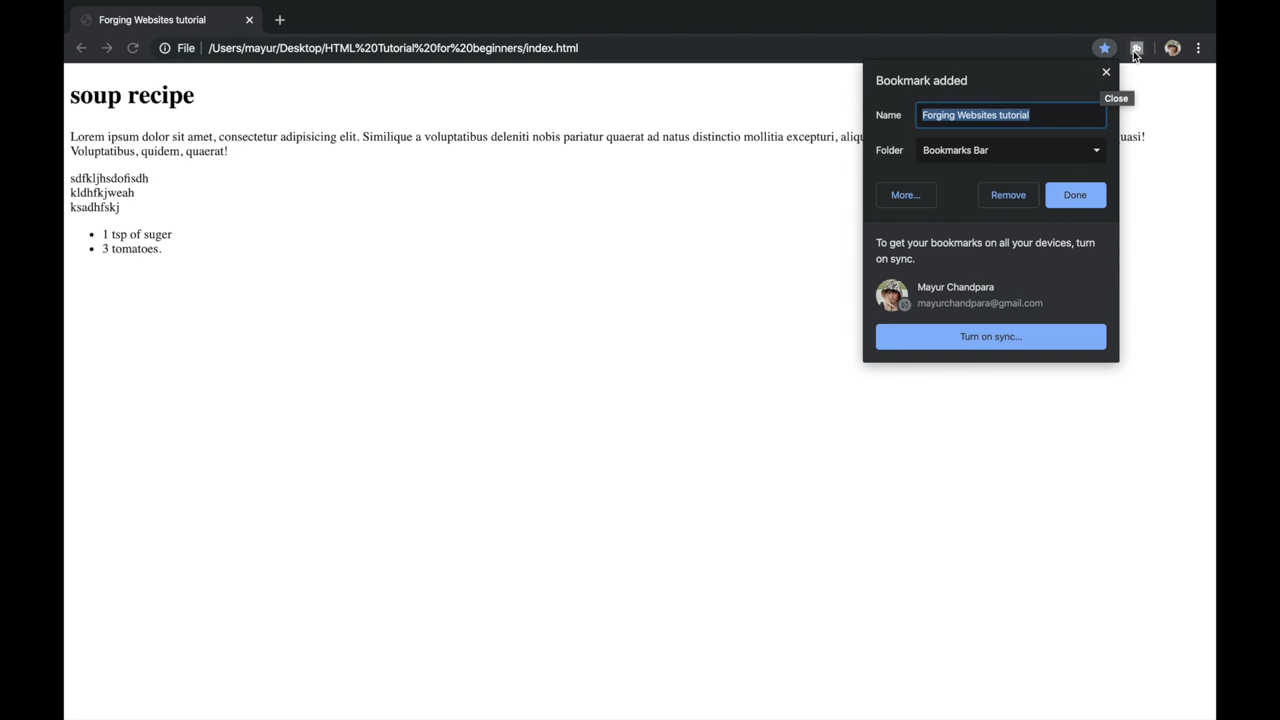 Forging Websites tutorial
File /Users/mayur/Desktop/HTML%20Tutorial%20for%20beginners/index.html
soup recipe
Lorem ipsum dolor sit amet, consectetur adipisicing elit. Similique a voluptatibus deleniti nobis pariatur quaerat ad natus distinctio mollitia excepturi,
Voluptatibus, quidem, quaerat!
sdfkljhsdofisdh
kldhfkjweah
ksadhfskj
1 tsp of suger
3 tomatoes.
Bookmark added
Close
Name Forging Websites tutorial
Folder Bookmarks Bar
More... Remove Done
To get your bookmarks on all your devices, turn
on sync.
Mayur Chandpara
mayurchandpara@gmail.com
Turn on sync...